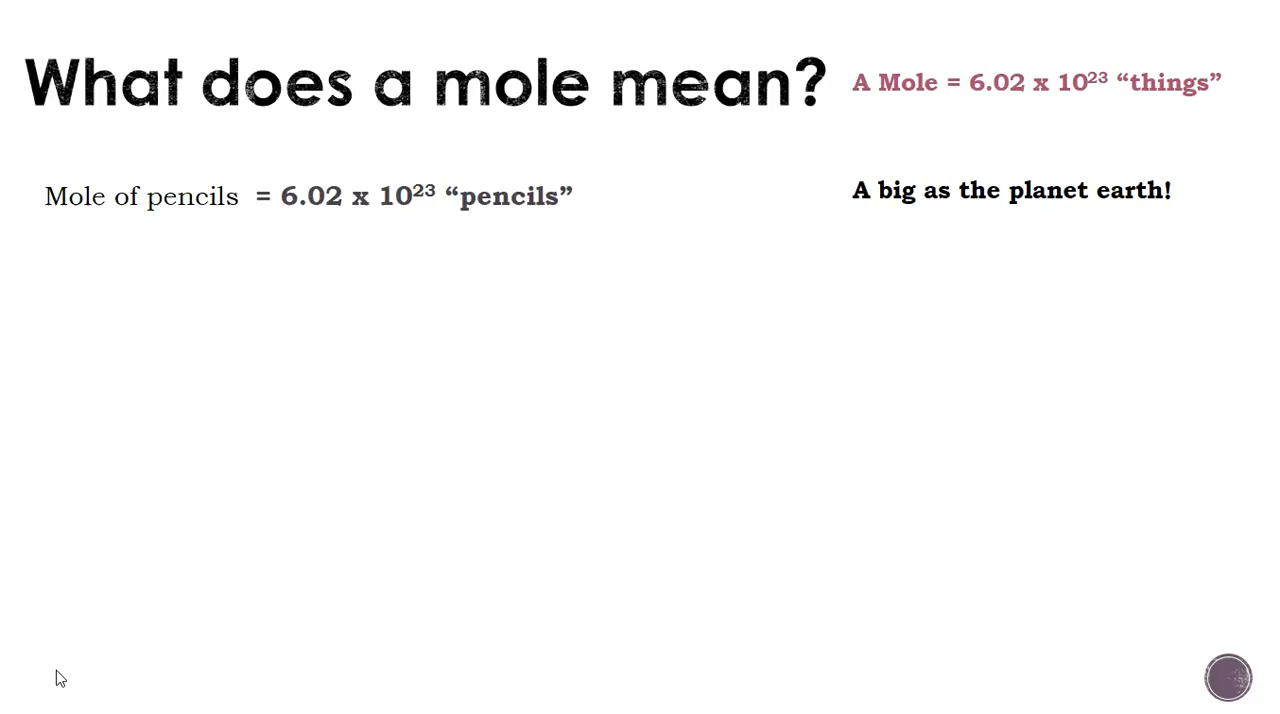 What does a mole mean?
A Mole = 6.02 x 10²³ “things”
Mole of pencils = 6.02 x 10²³ “pencils”
A big as the planet earth!